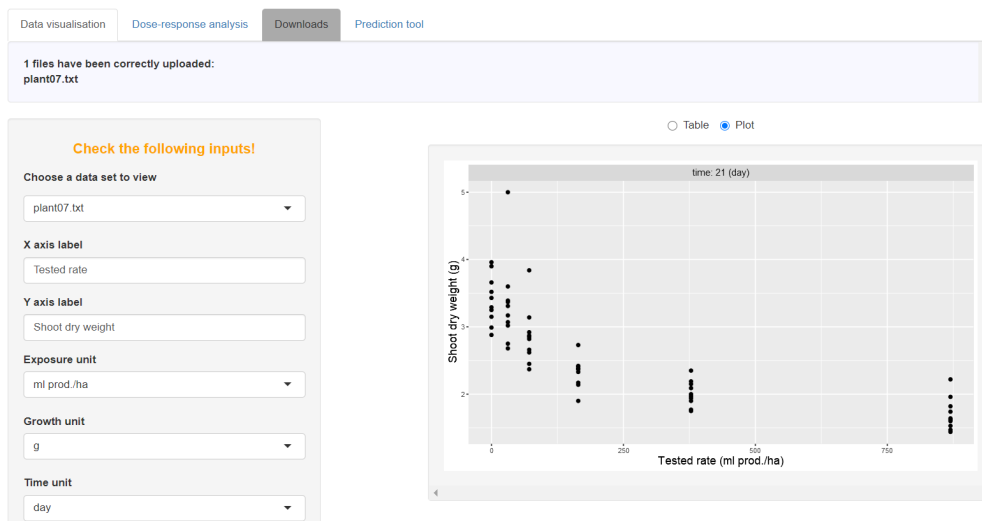 Data visualisation Dose-response analysis Downloads Prediction tool
1 files have been correctly uploaded:
plant07.txt
Check the following inputs!
Choose a data set to view
plant07.txt
X axis label
Tested rate
Y axis label
Shoot dry weight
Exposure unit
ml prod./ha
Growth unit
g
Time unit
day
Table Plot
time: 21 (day)
5
4
3
2
Shoot dry weight (g)
0 250 500 750
Tested rate (ml prod./ha)